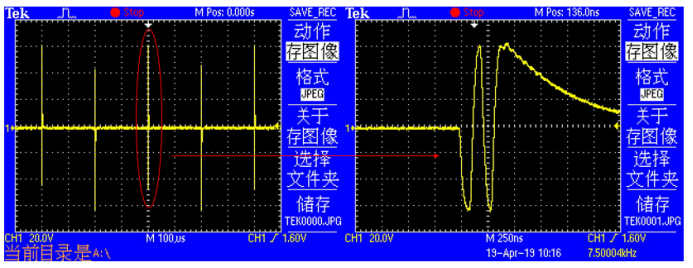 Tek Stop M Pos: 0.000s SAVE_REC
动作
存图像
格式
JPEG
关于
存图像
选择
文件夹
储存
TEK0000.JPG
1
CH1 20.0V M 100us CH1 1.60V
当前目录是A:\
Tek Stop M Pos: 136.0ns SAVE_REC
动作
存图像
格式
JPEG
关于
存图像
选择
文件夹
储存
TEK0001.JPG
1
CH1 20.0V M 250ns CH1 1.60V
19-Apr-19 10:16 7.50004kHz